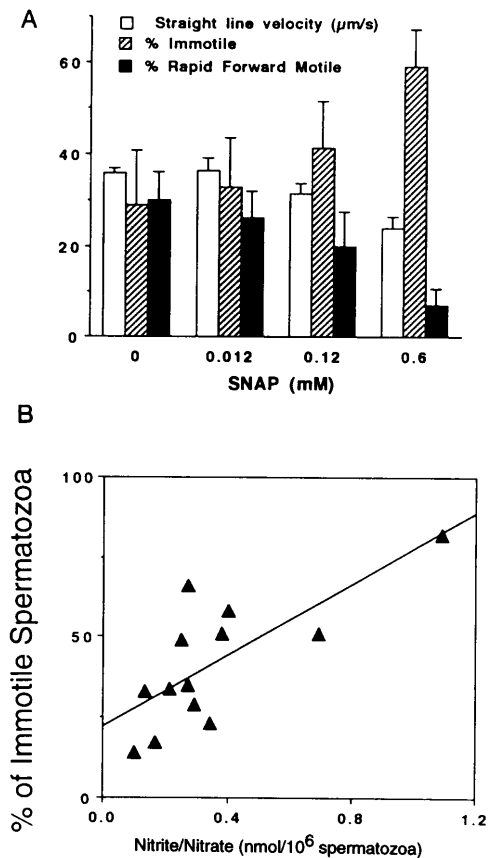 A
Straight line velocity (µm/s)
% Immotile
% Rapid Forward Motile
60
40
20
0
0 0.012 0.12 0.6
SNAP (mM)
B
% of Immotile Spermatozoa
100
50
0
0.0 0.4 0.8 1.2
Nitrite/Nitrate (nmol/10⁶ spermatozoa)